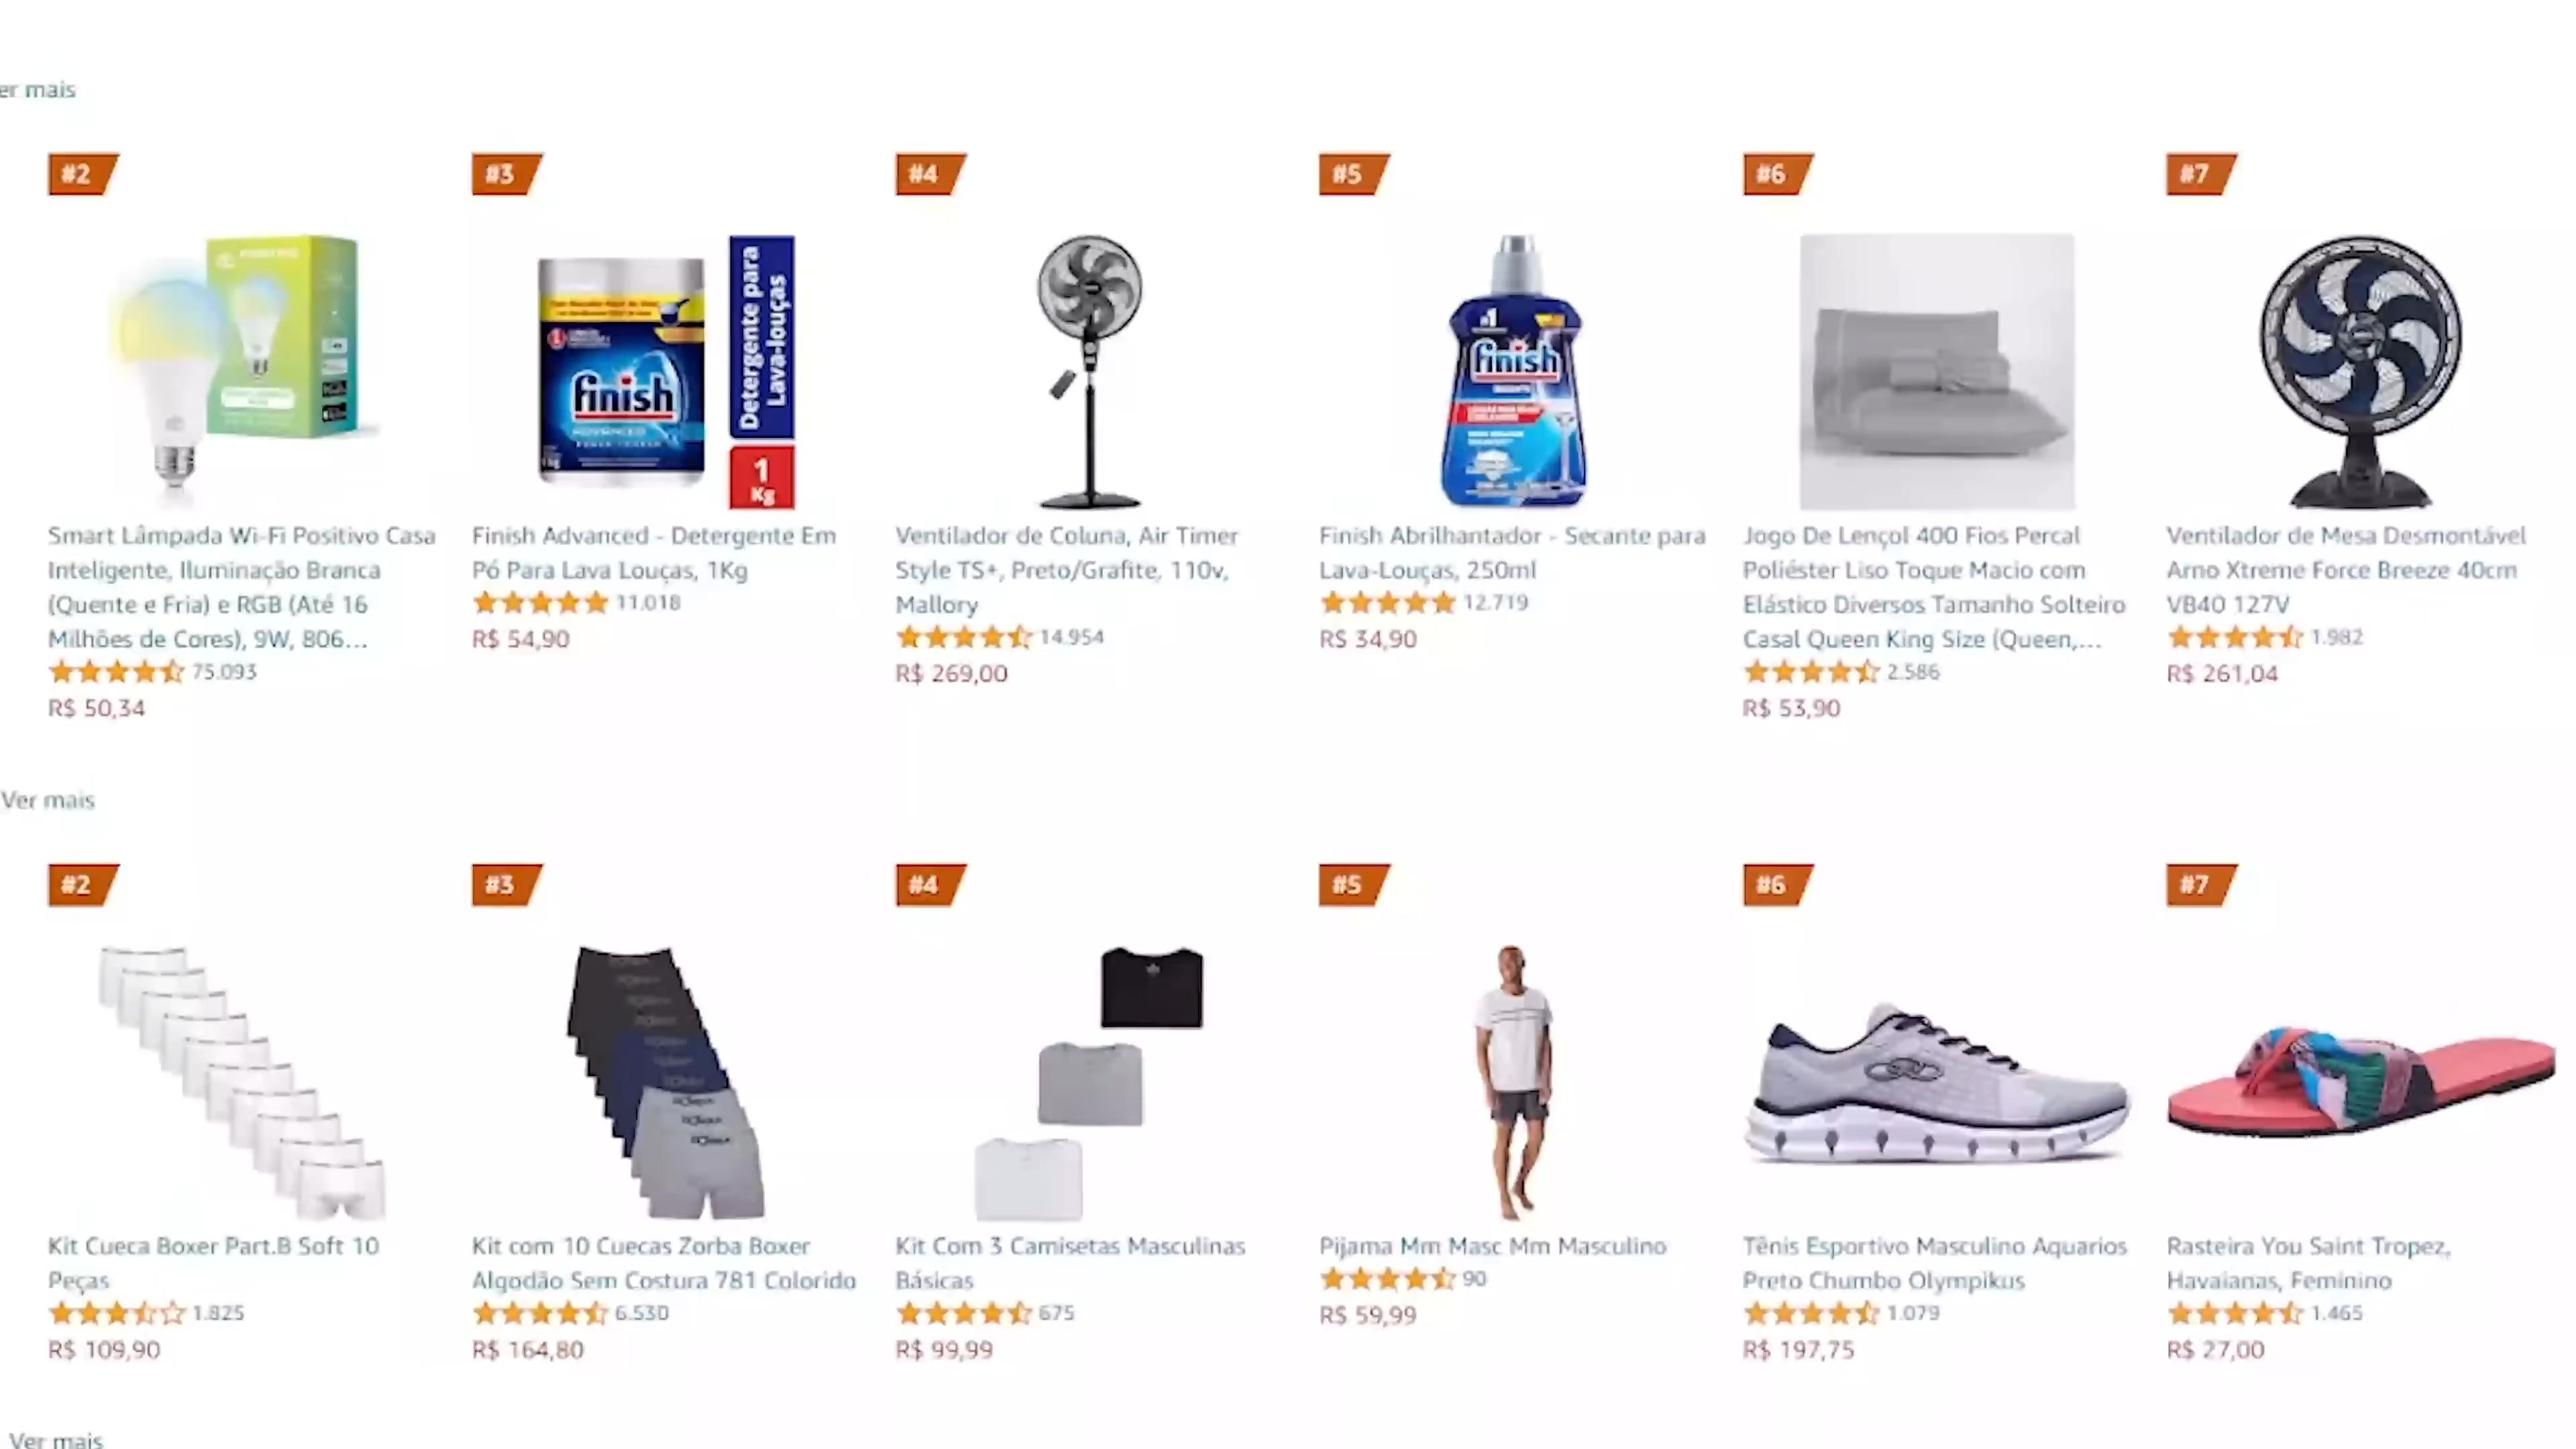 er mais
#2
#3
#4
#5
#6
#7
Detergente para
Lava-louças
1
Kg
finish
ADVANCED
finish
Smart Lâmpada Wi-Fi Positivo Casa
Inteligente, Iluminação Branca
(Quente e Fria) e RGB (Até 16
Milhões de Cores), 9W, 806...
75.093
R$ 50,34
Finish Advanced - Detergente Em
Pó Para Lava Louças, 1Kg
11.018
R$ 54,90
Ventilador de Coluna, Air Timer
Style TS+, Preto/Grafite, 110v,
Mallory
14.954
R$ 269,00
Finish Abrilhantador - Secante para
Lava-Louças, 250ml
12.719
R$ 34,90
Jogo De Lençol 400 Fios Percal
Poliéster Liso Toque Macio com
Elástico Diversos Tamanho Solteiro
Casal Queen King Size (Queen,...
2.586
R$ 53,90
Ventilador de Mesa Desmontável
Arno Xtreme Force Breeze 40cm
VB40 127V
1.982
R$ 261,04
Ver mais
#2
#3
#4
#5
#6
#7
Kit Cueca Boxer Part.B Soft 10
Peças
1.825
R$ 109,90
Kit com 10 Cuecas Zorba Boxer
Algodão Sem Costura 781 Colorido
6.530
R$ 164,80
Kit Com 3 Camisetas Masculinas
Básicas
675
R$ 99,99
Pijama Mm Masc Mm Masculino
90
R$ 59,99
Tênis Esportivo Masculino Aquarios
Preto Chumbo Olympikus
1.079
R$ 197,75
Rasteira You Saint Tropez,
Havaianas, Feminino
1.465
R$ 27,00
Ver mais